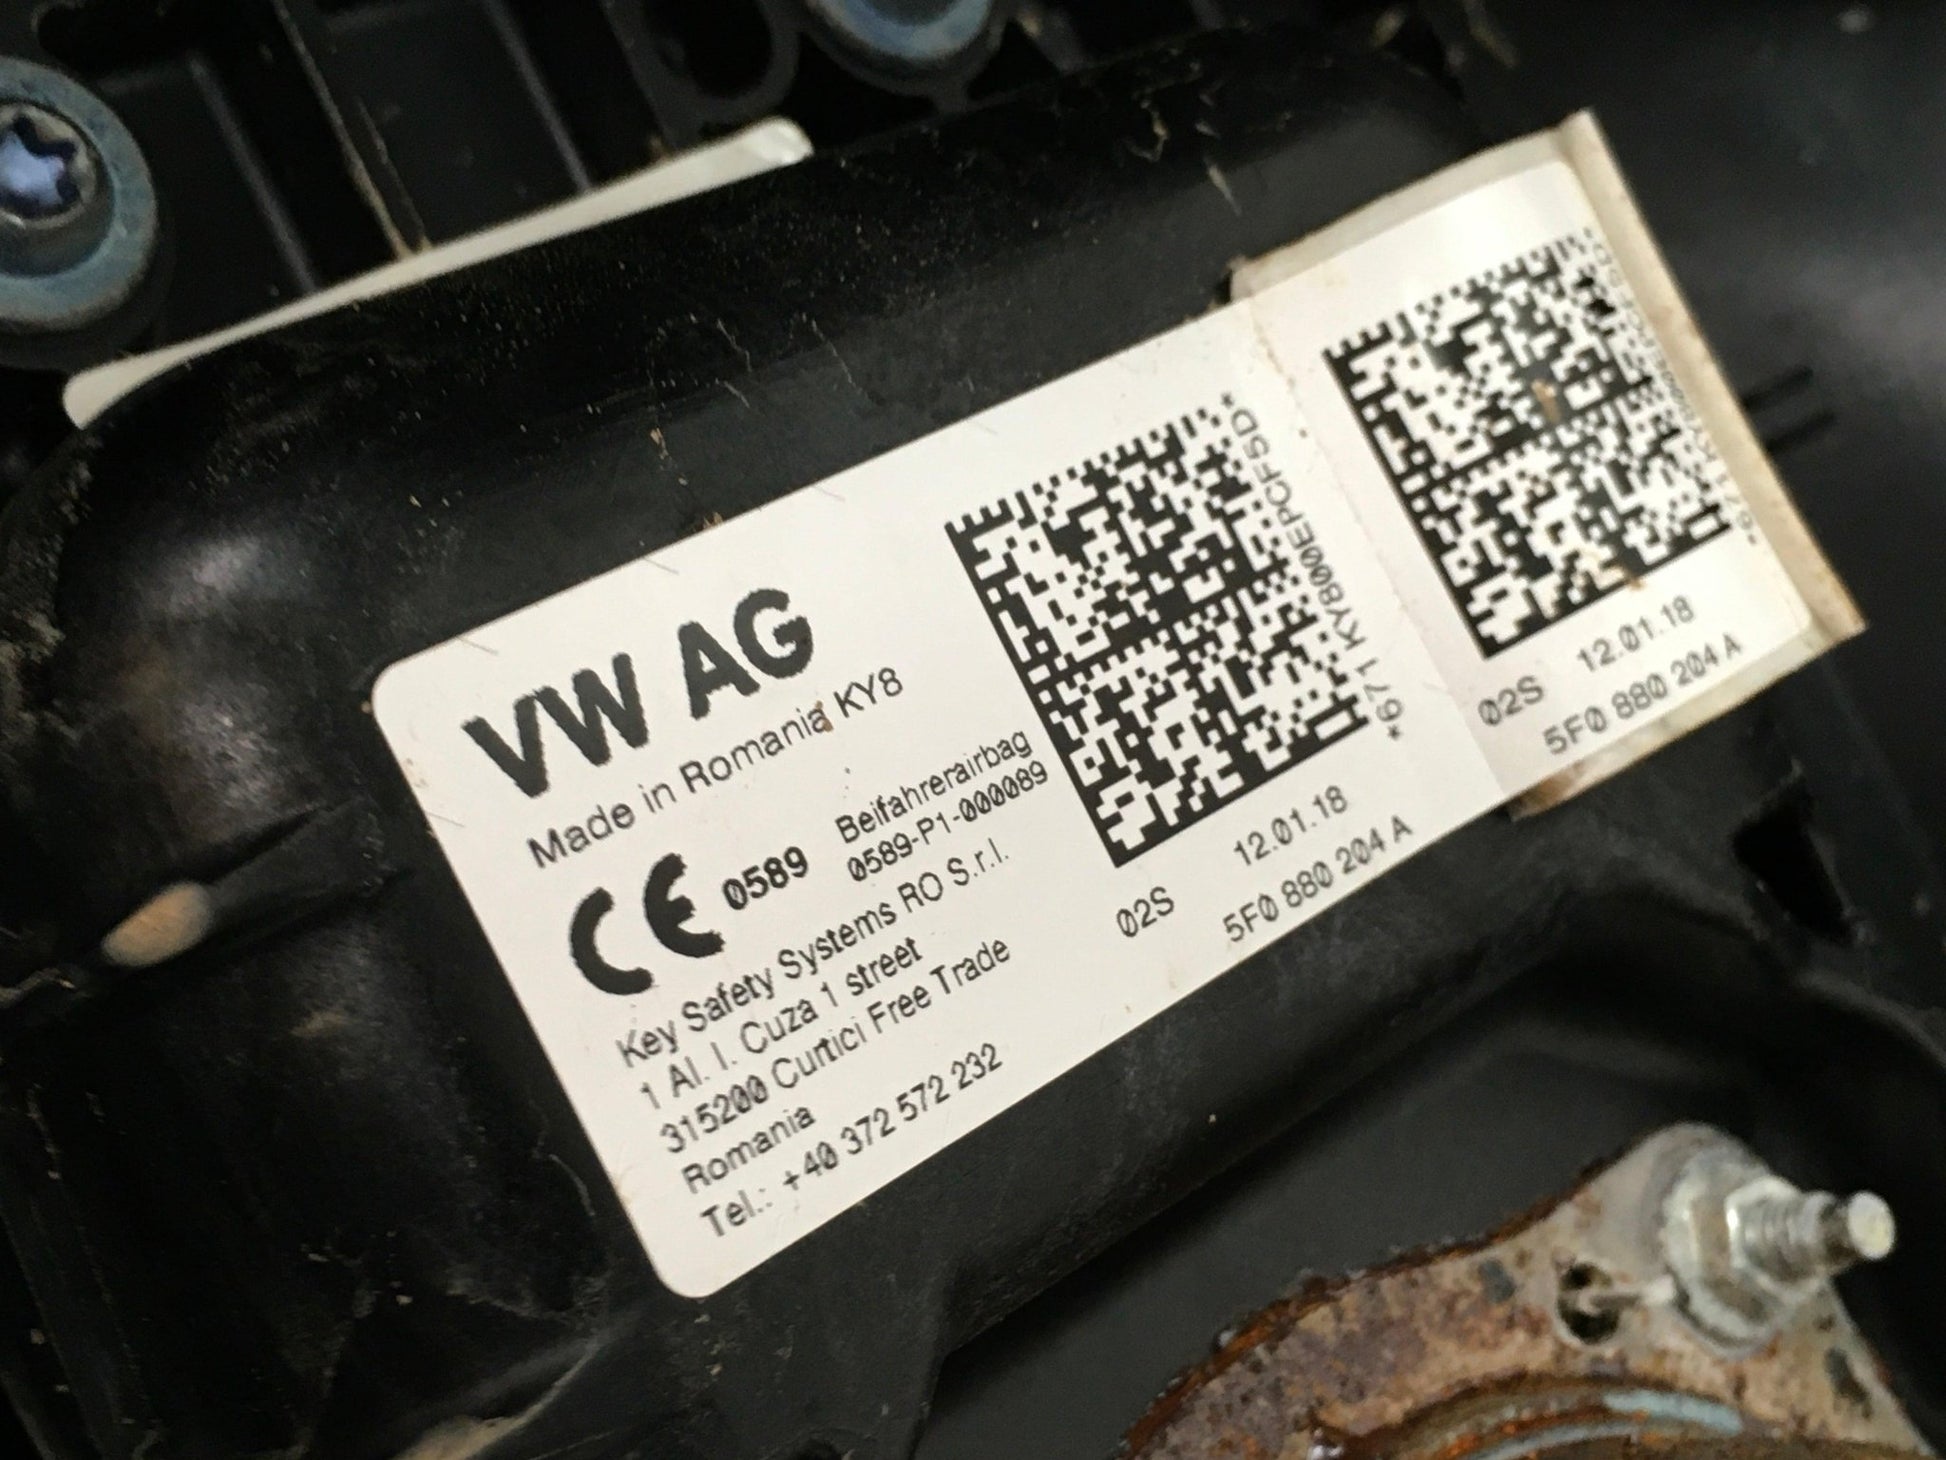 VW AG
Made in Romania KY8
0589
Beifahrerairbag
0589-P1-000089
Key Safety Systems RO S.r.l.
1 Al. I. Cuza 1 street
315200 Curtici Free Trade
Romania
Tel.: +40 372 572 232
*671 KY8000EPCF5D*
12.01.18
02S
5F0 880 204 A
12.01.18
02S
5F0 880 204 A